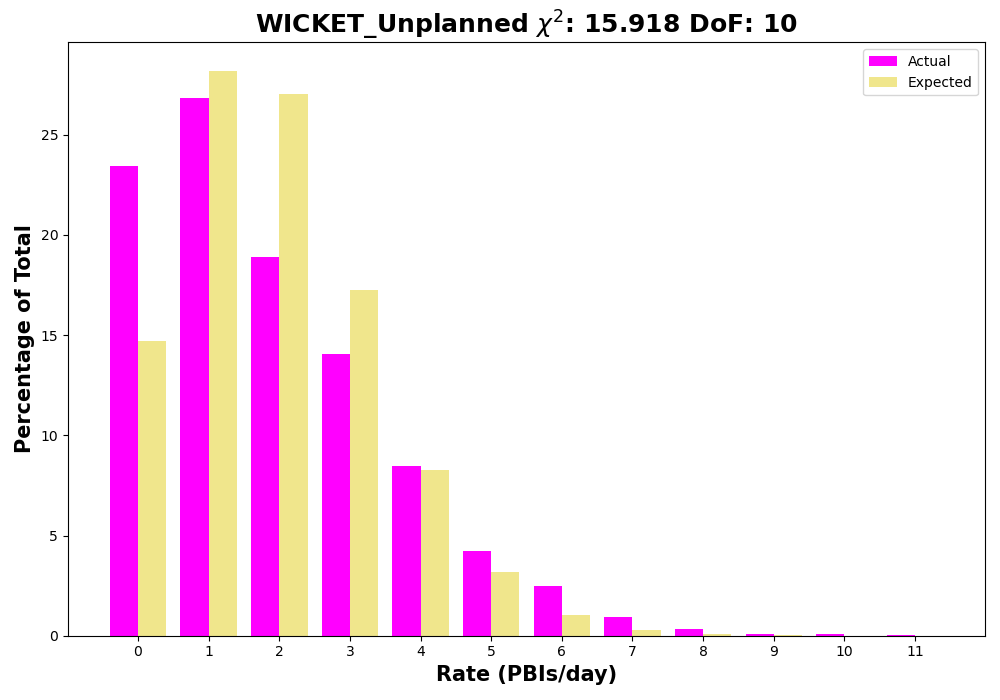 WICKET_Unplanned χ²: 15.918 DoF: 10
Actual
Expected
Percentage of Total
25
20
15
10
5
0
0 1 2 3 4 5 6 7 8 9 10 11
Rate (PBIs/day)